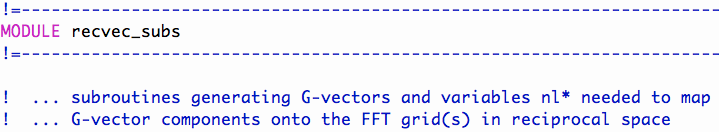 !=----------------------------------------------------------------------
MODULE recvec_subs
!=----------------------------------------------------------------------
!  ... subroutines generating G-vectors and variables nl* needed to map
!  ... G-vector components onto the FFT grid(s) in reciprocal space